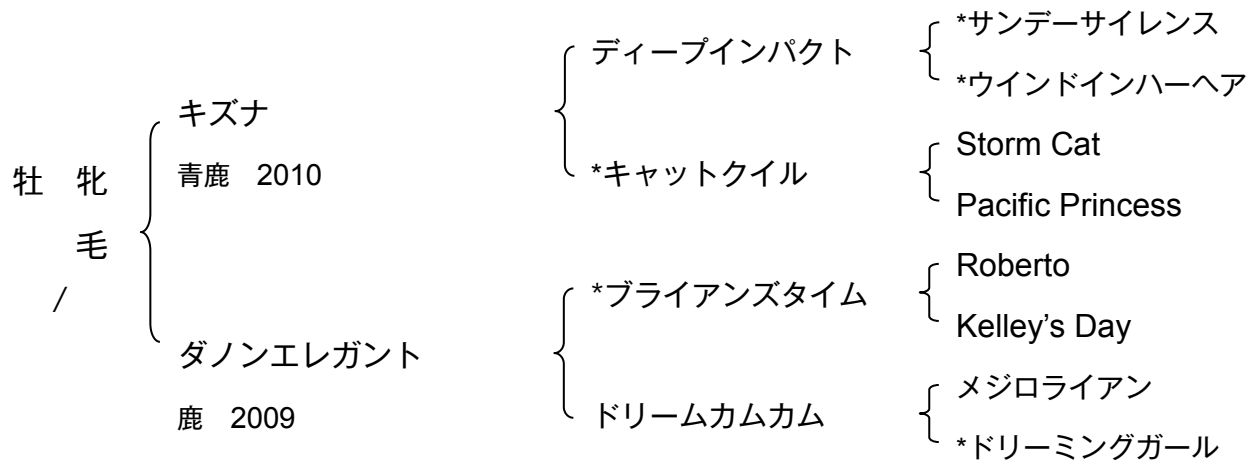 牡 牝
毛
/
キズナ
青鹿 2010
ダノンエレガント
鹿 2009
ディープインパクト
*キャットクイル
*ブライアンズタイム
ドリームカムカム
*サンデーサイレンス
*ウインドインハーヘア
Storm Cat
Pacific Princess
Roberto
Kelley’s Day
メジロライアン
*ドリーミングガール